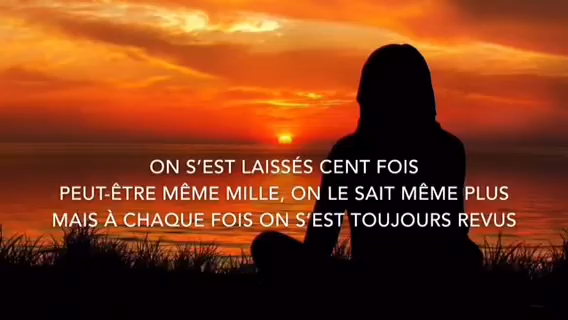 ON S’EST LAISSÉS CENT FOIS
PEUT-ÊTRE MÊME MILLE, ON LE SAIT MÊME PLUS
MAIS À CHAQUE FOIS ON S’EST TOUJOURS REVUS